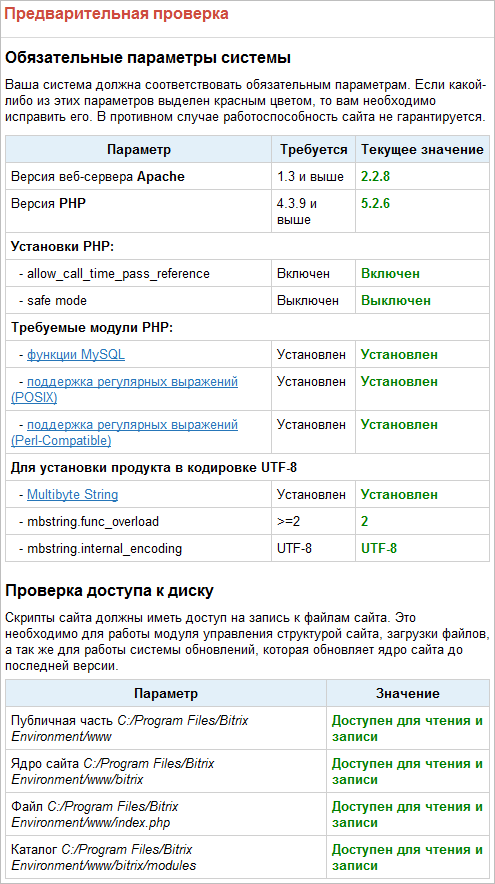 Предварительная проверка
Обязательные параметры системы
Ваша система должна соответствовать обязательным параметрам. Если какой-
либо из этих параметров выделен красным цветом, то вам необходимо
исправить его. В противном случае работоспособность сайта не гарантируется.
Параметр Требуется Текущее значение
Версия веб-сервера Apache 1.3 и выше 2.2.8
Версия PHP 4.3.9 и 5.2.6
выше
Установки PHP:
- allow_call_time_pass_reference Включен Включен
- safe mode Выключен Выключен
Требуемые модули PHP:
- функции MySQL Установлен Установлен
- поддержка регулярных выражений Установлен Установлен
(POSIX)
- поддержка регулярных выражений Установлен Установлен
(Perl-Compatible)
Для установки продукта в кодировке UTF-8
- Multibyte String Установлен Установлен
- mbstring.func_overload >=2 2
- mbstring.internal_encoding UTF-8 UTF-8
Проверка доступа к диску
Скрипты сайта должны иметь доступ на запись к файлам сайта. Это
необходимо для работы модуля управления структурой сайта, загрузки файлов,
а так же для работы системы обновлений, которая обновляет ядро сайта до
последней версии.
Параметр Значение
Публичная часть C:/Program Files/Bitrix Доступен для чтения и
Environment/www записи
Ядро сайта C:/Program Files/Bitrix Доступен для чтения и
Environment/www/bitrix записи
Файл C:/Program Files/Bitrix Доступен для чтения и
Environment/www/index.php записи
Каталог C:/Program Files/Bitrix Доступен для чтения и
Environment/www/bitrix/modules записи